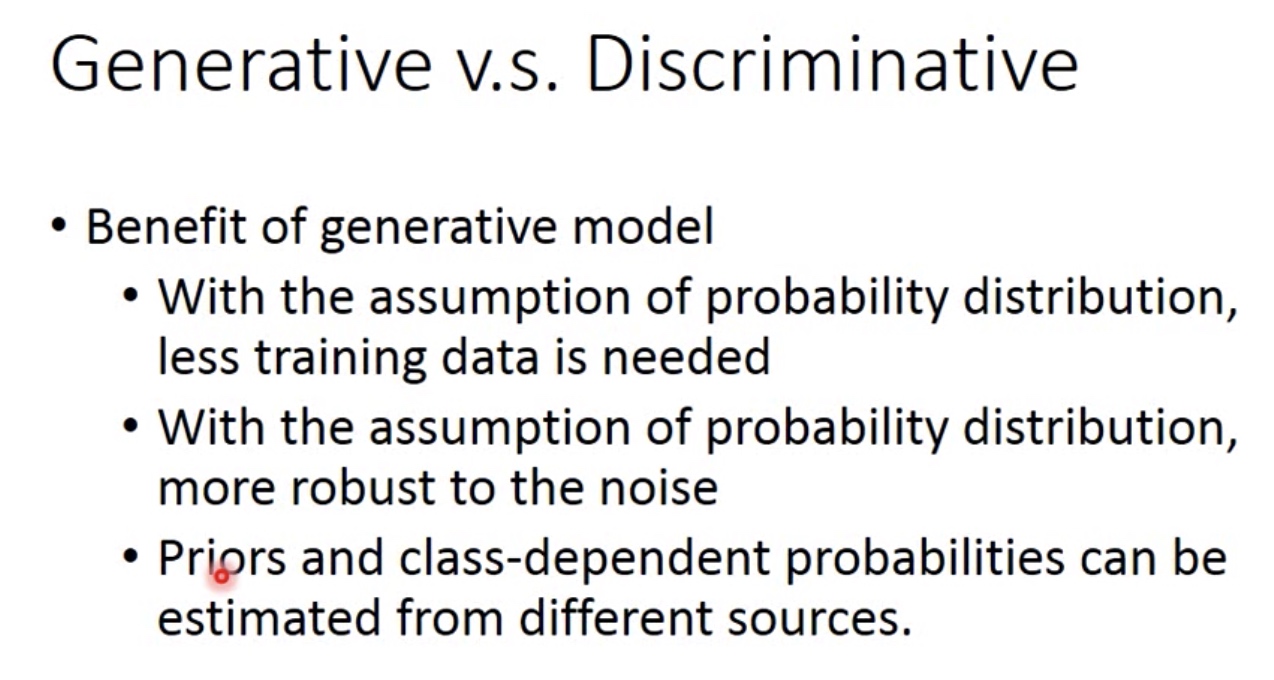 Generative v.s. Discriminative
• Benefit of generative model
• With the assumption of probability distribution,
less training data is needed
• With the assumption of probability distribution,
more robust to the noise
• Priors and class-dependent probabilities can be
estimated from different sources.